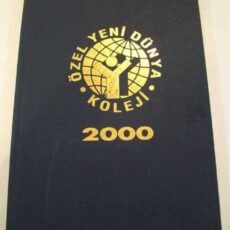 ÖZEL YENİ DÜNYA
KOLEJİ
2000